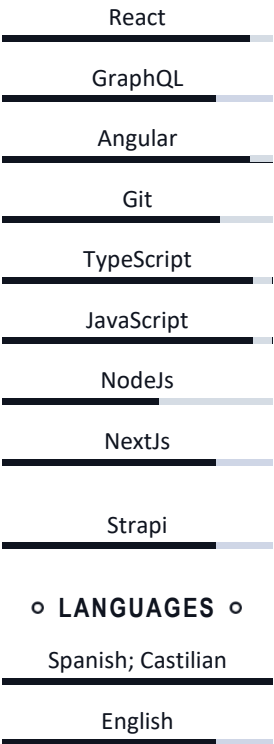 React
GraphQL
Angular
Git
TypeScript
JavaScript
NodeJs
NextJs
Strapi
LANGUAGES
Spanish; Castilian
English